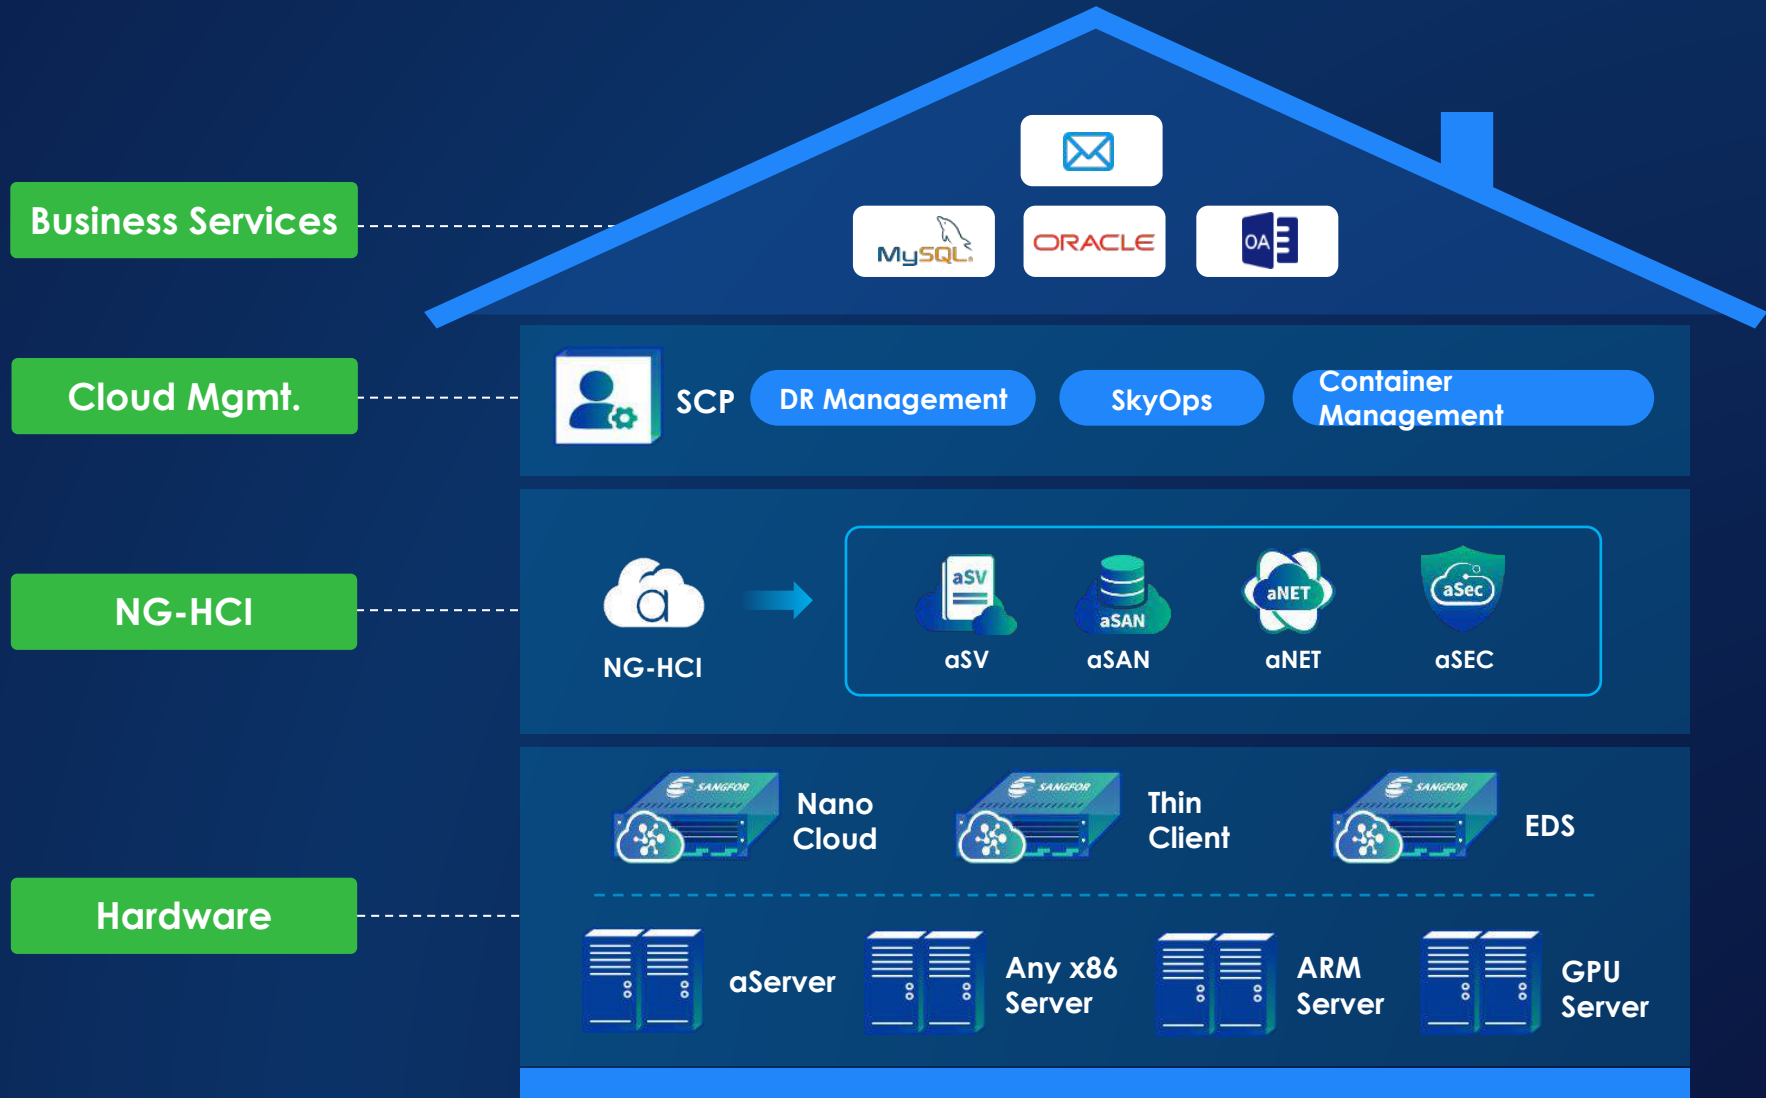 Business Services
MySQL
ORACLE
OA
Cloud Mgmt.
SCP
DR Management
SkyOps
Container
Management
NG-HCI
NG-HCI
aSV
aSAN
aNET
aSec
aSV
aSAN
aNET
aSEC
Hardware
SANGFOR
Nano
Cloud
SANGFOR
Thin
Client
SANGFOR
EDS
aServer
Any x86
Server
ARM
Server
GPU
Server